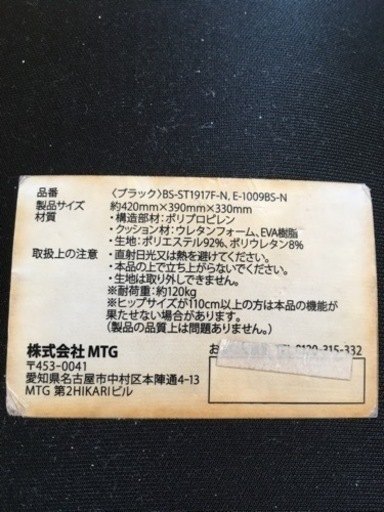 品番 〈ブラック〉BS-ST1917F-N, E-1009BS-N
製品サイズ 約420mm×390mm×330mm
材質 ・構造部材：ポリプロピレン
・クッション材：ウレタンフォーム、EVA樹脂
・生地：ポリエステル92%、ポリウレタン8%
取扱上の注意 ・直射日光又は熱を避けてください。
・本品の上で立ち上がらないでください。
・生地は取り外しできません。
※耐荷重：約120kg
※ヒップサイズが110cm以上の方は本品の機能が
果たせない場合があります。
（製品の品質上は問題ありません。）
株式会社 MTG
〒453-0041
愛知県名古屋市中村区本陣通4-13
MTG 第2HIKARIビル
0120-315-332